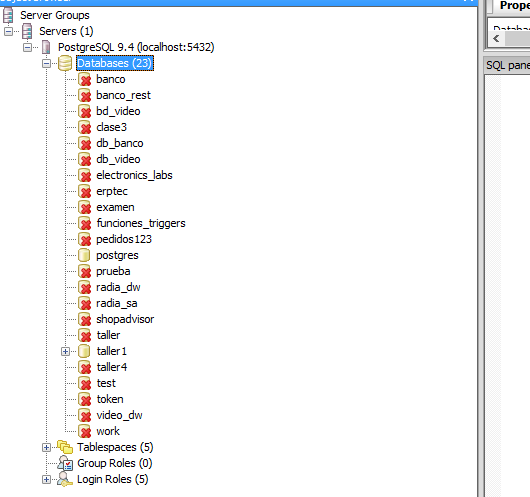 Server Groups
Servers (1)
PostgreSQL 9.4 (localhost:5432)
Databases (23)
banco
banco_rest
bd_video
clase3
db_banco
db_video
electronics_labs
erptec
examen
funciones_triggers
pedidos123
postgres
prueba
radia_dw
radia_sa
shopadvisor
taller
taller1
taller4
test
token
video_dw
work
Tablespaces (5)
Group Roles (0)
Login Roles (5)
Prope
SQL pane